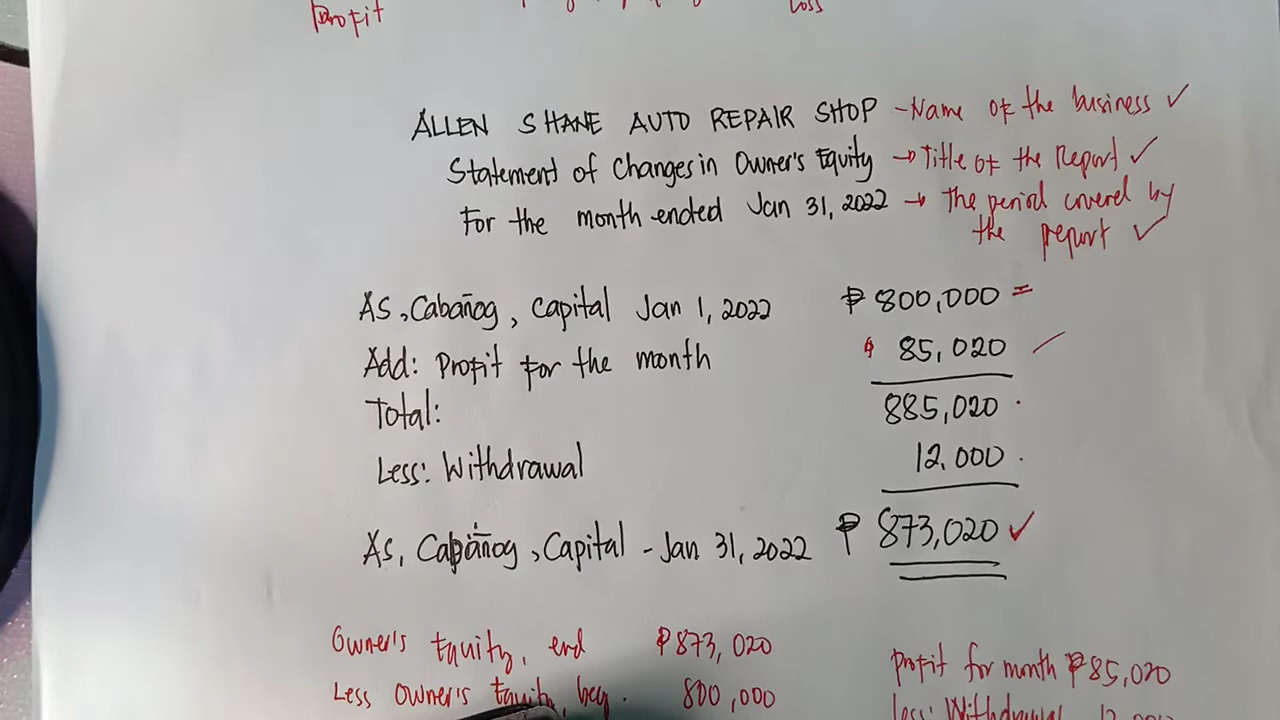 Profit
loss
ALLEN SHANE AUTO REPAIR SHOP - Name of the business ✓
Statement of Changes in Owner's Equity → Title of the Report ✓
For the month ended Jan 31, 2022 → The period covered by
the report ✓
AS, Cabañog, Capital Jan 1, 2022 ₱ 800,000 =
Add: Profit for the month 85,020
Total: 885,020
Less: Withdrawal 12.000
AS, Cabañog, Capital - Jan 31, 2022 ₱ 873,020 ✓
Owner's Equity, end ₱873,020
Less Owner's Equity, beg. 800,000
Profit for month ₱85,020
less: Withdrawal